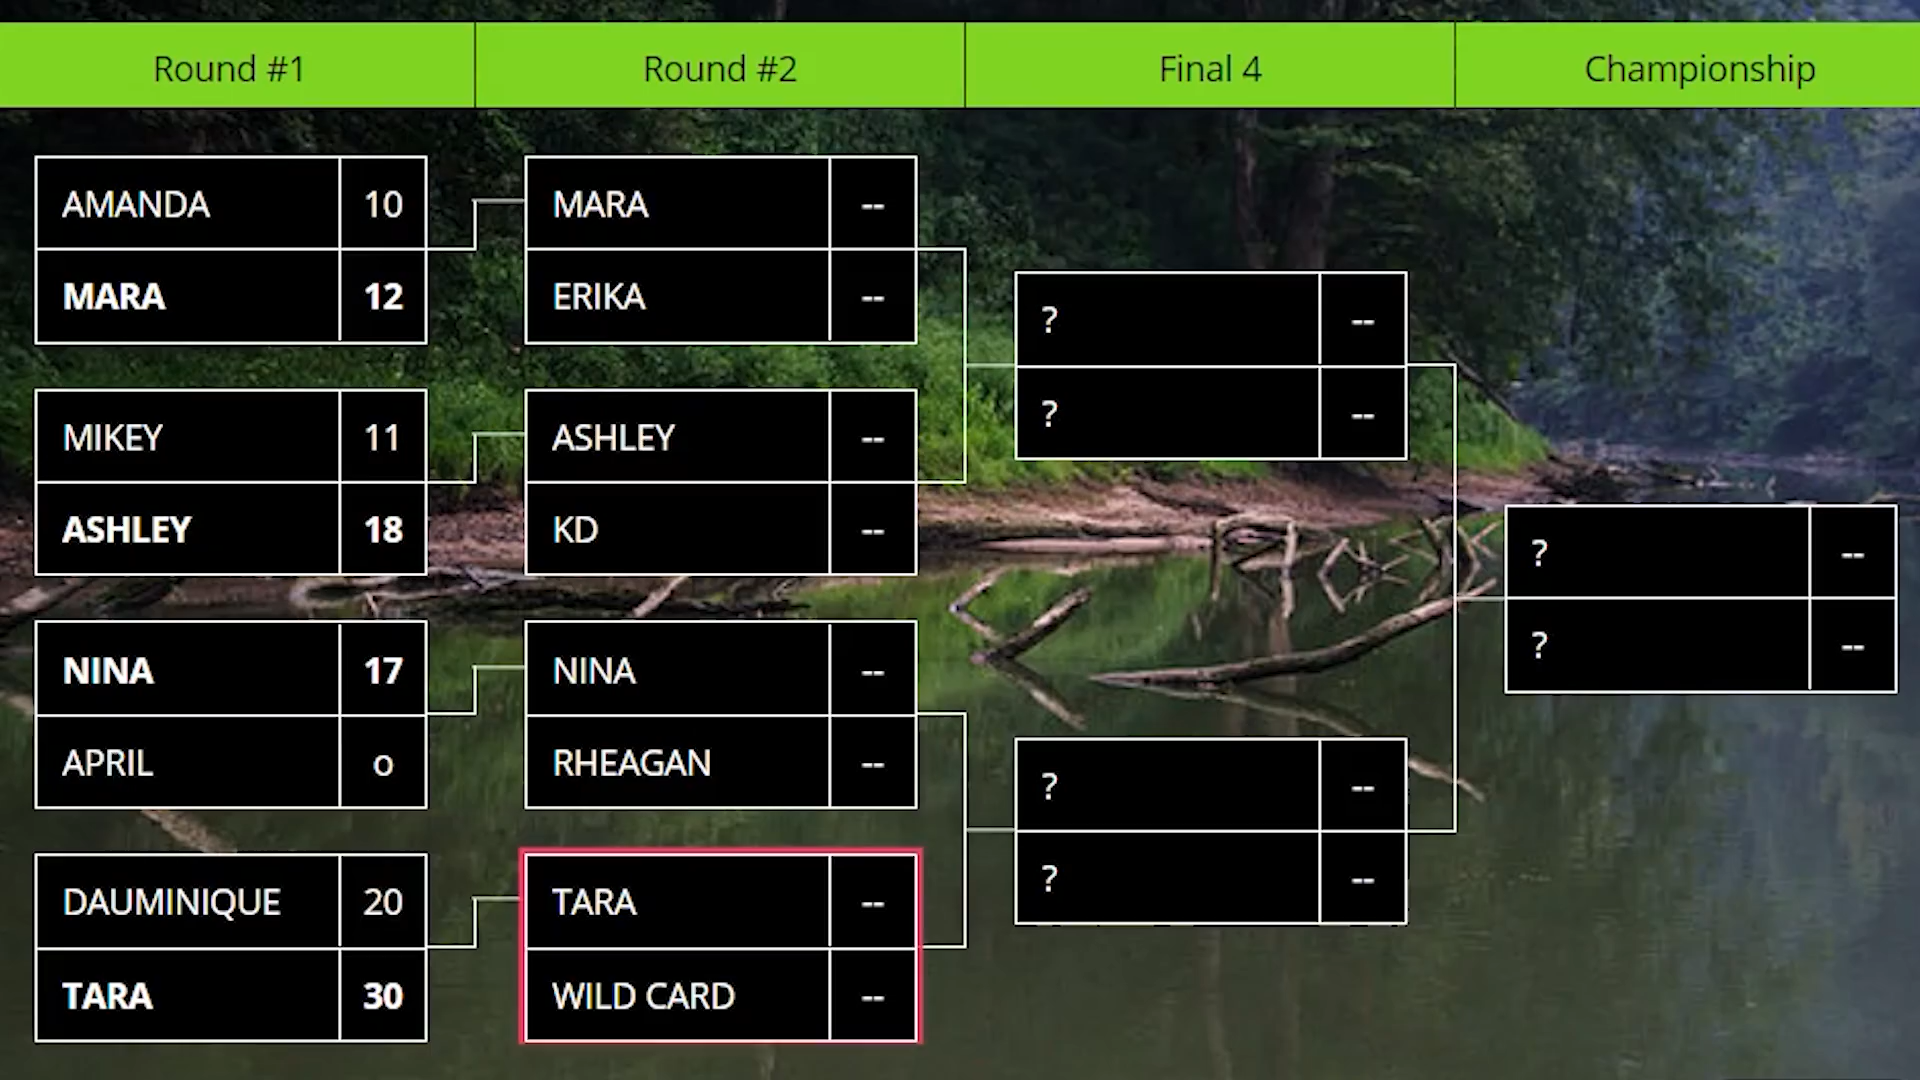 Round #1
Round #2
Final 4
Championship
AMANDA 10
MARA 12
MIKEY 11
ASHLEY 18
NINA 17
APRIL o
DAUMINIQUE 20
TARA 30
MARA --
ERIKA --
ASHLEY --
KD --
NINA --
RHEAGAN --
TARA --
WILD CARD --
? --
? --
? --
? --
? --
? --